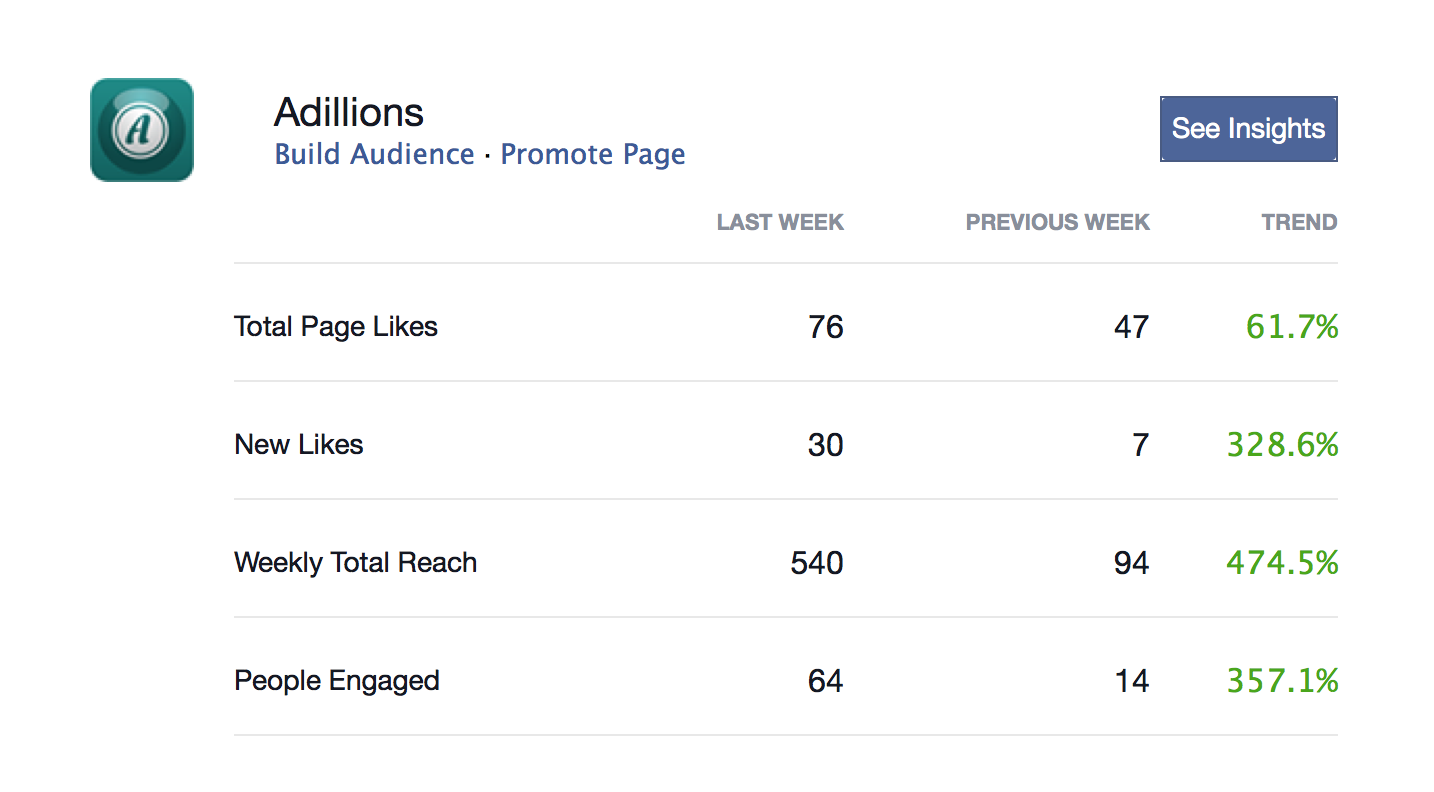 A
Adillions
Build Audience · Promote Page
See Insights
LAST WEEK PREVIOUS WEEK TREND
Total Page Likes 76 47 61.7%
New Likes 30 7 328.6%
Weekly Total Reach 540 94 474.5%
People Engaged 64 14 357.1%